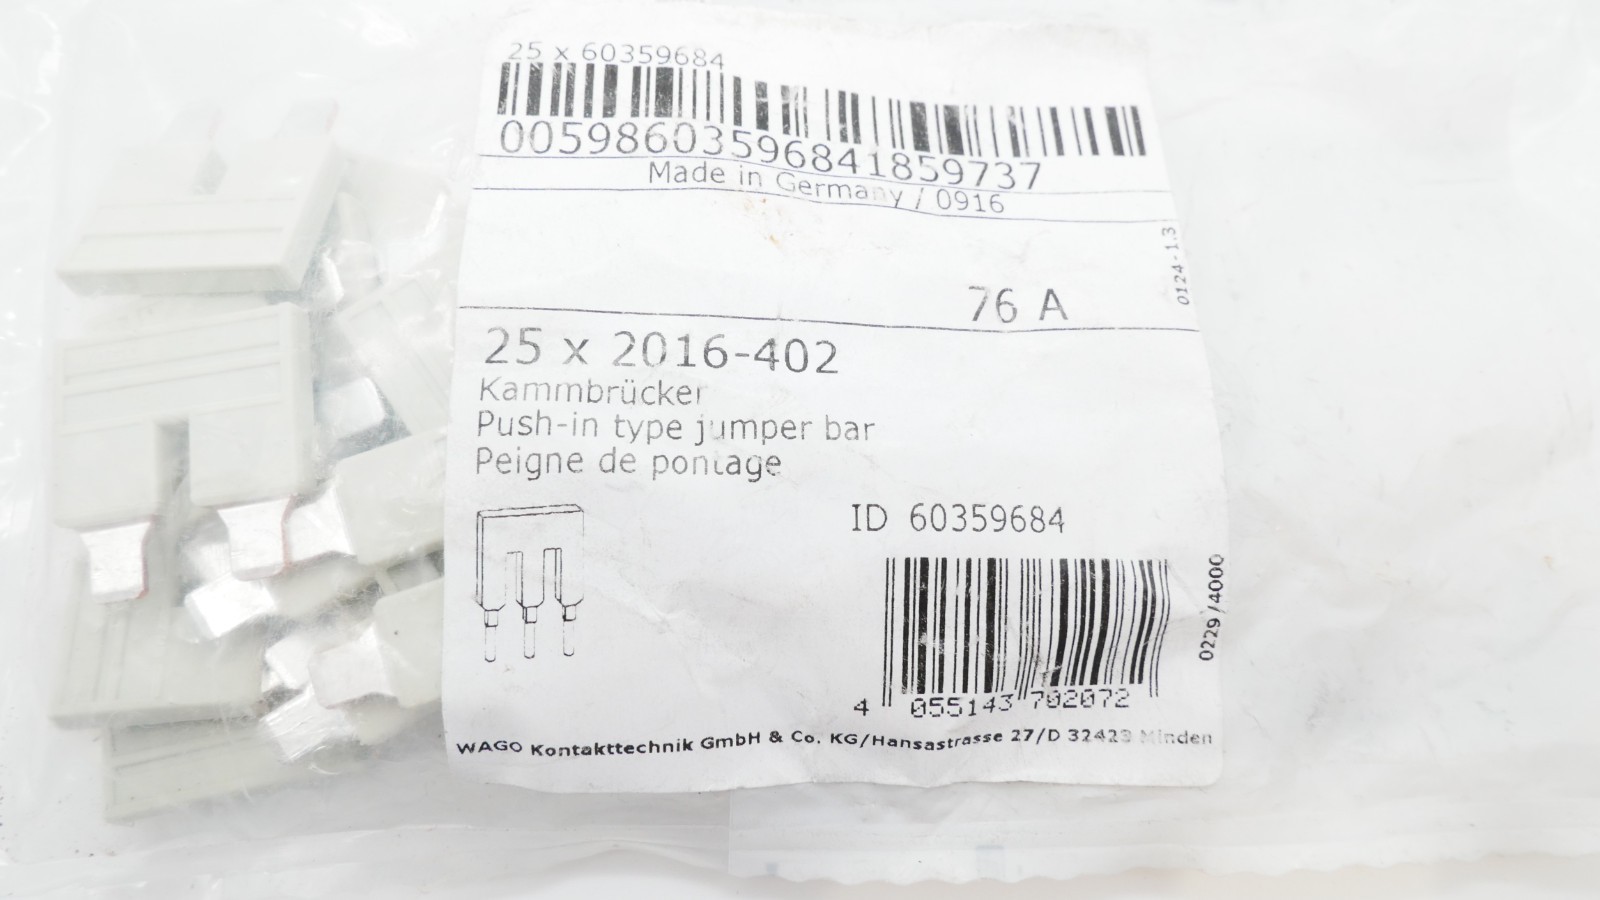 25 x 60359684
00598603596841859737
Made in Germany / 0916
0124-1.3
76 A
25 x 2016-402
Kammbrücker
Push-in type jumper bar
Peigne de pontage
ID 60359684
0229/4000
4 055143 702072
WAGO Kontakttechnik GmbH & Co. KG/Hansastrasse 27/D 32423 Minden